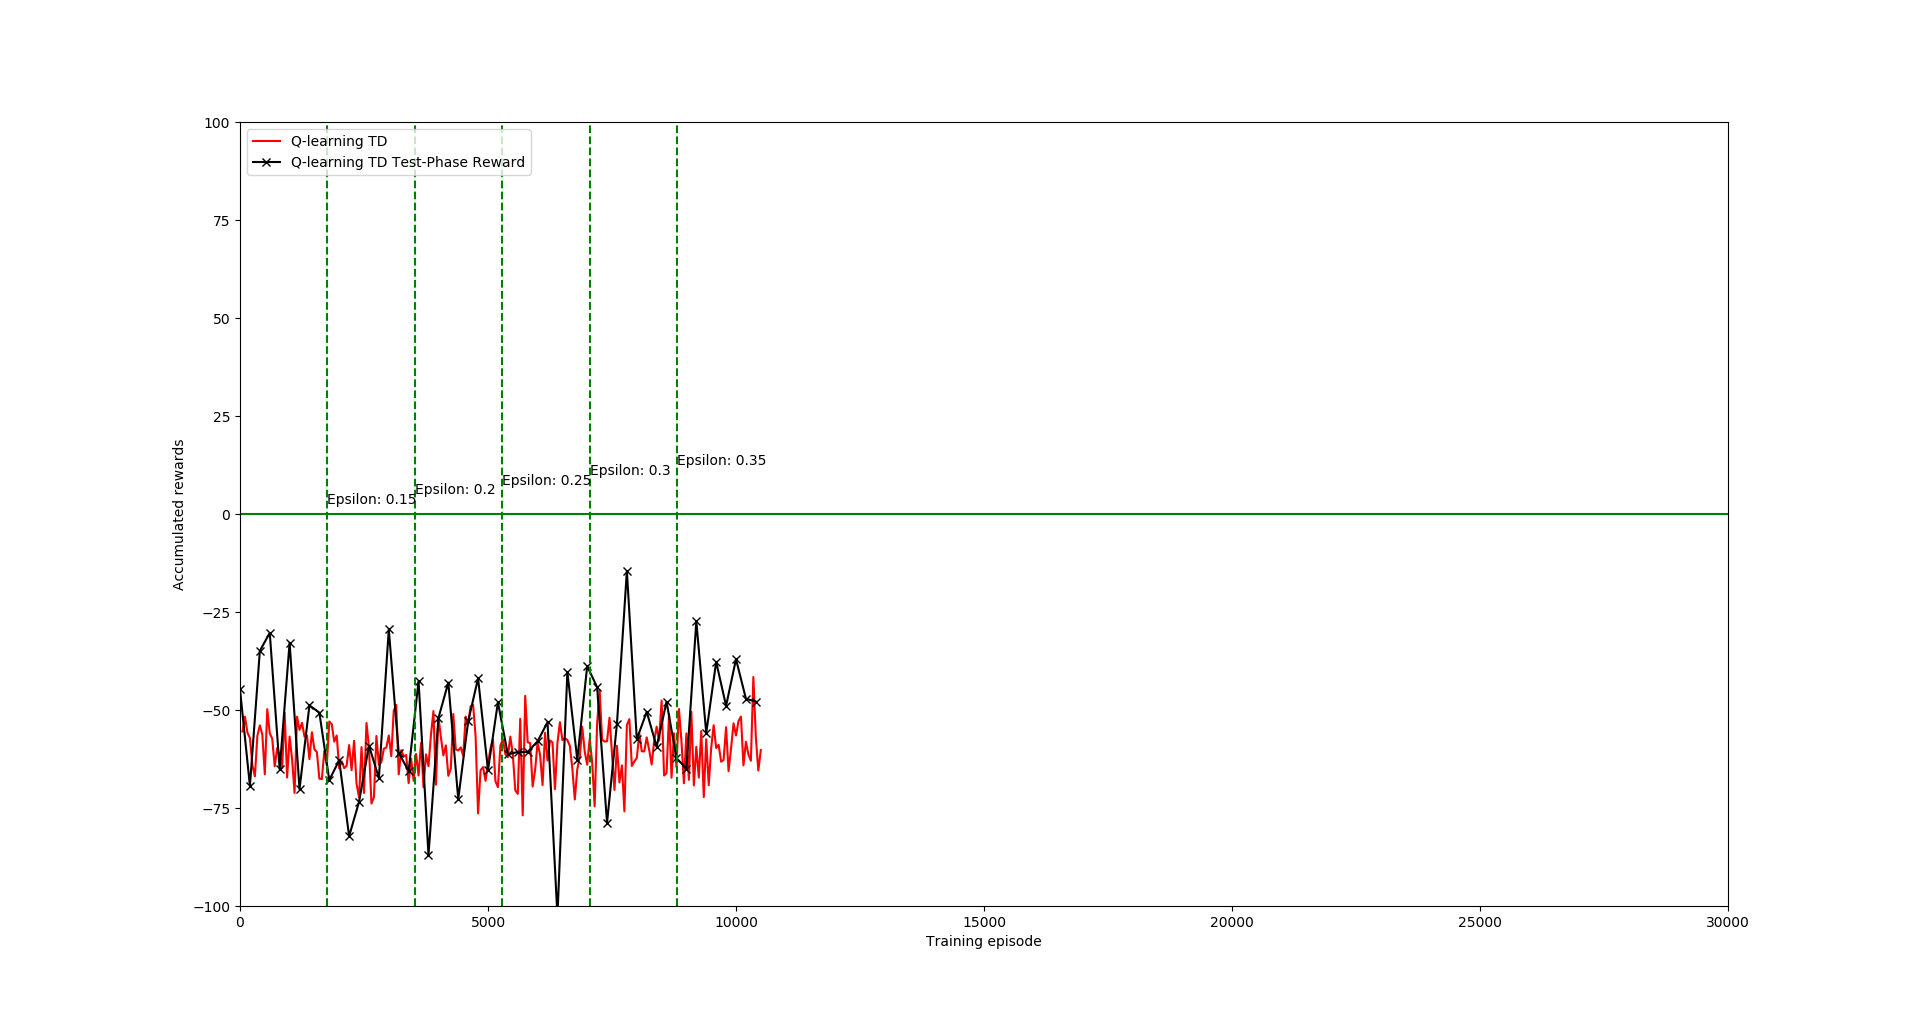 Q-learning TD
Q-learning TD Test-Phase Reward
100
75
50
25
0
−25
−50
−75
−100
Accumulated rewards
Epsilon: 0.15
Epsilon: 0.2
Epsilon: 0.25
Epsilon: 0.3
Epsilon: 0.35
0
5000
10000
15000
20000
25000
30000
Training episode